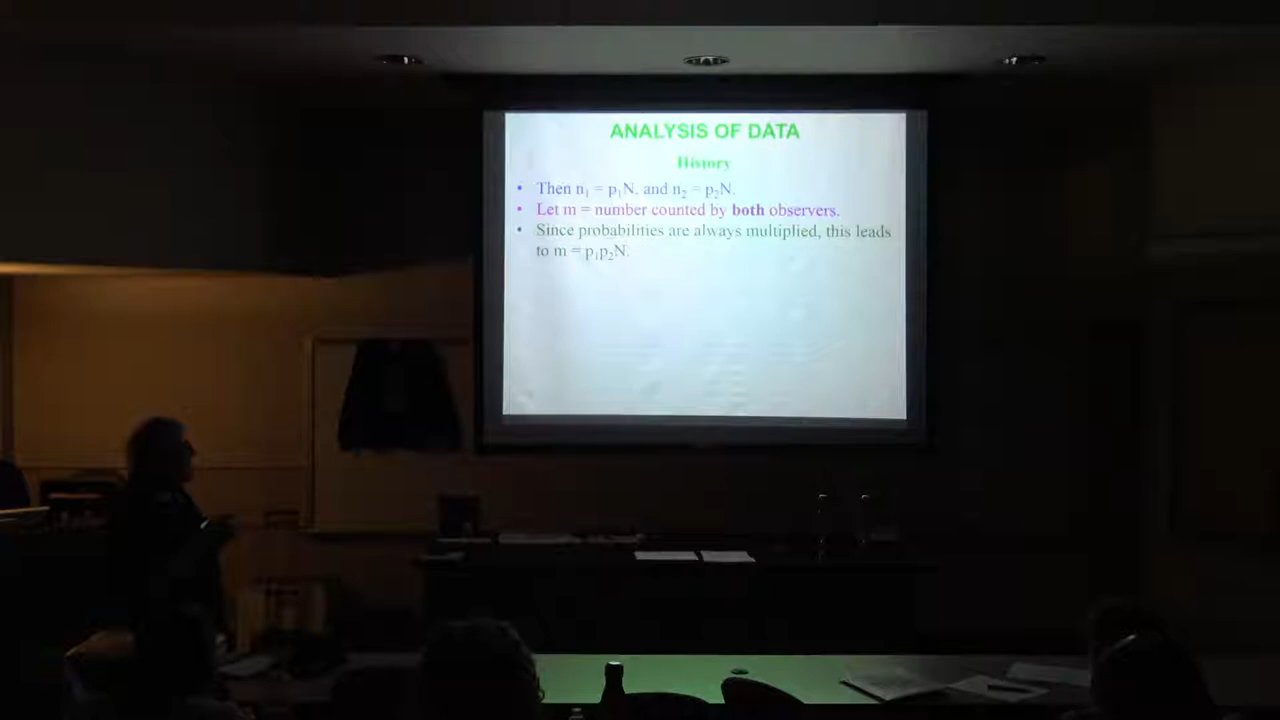 ANALYSIS OF DATA
History
• Then n₁ = p₁N. and n₂ = p₂N.
• Let m = number counted by both observers.
• Since probabilities are always multiplied, this leads
to m = p₁p₂N.